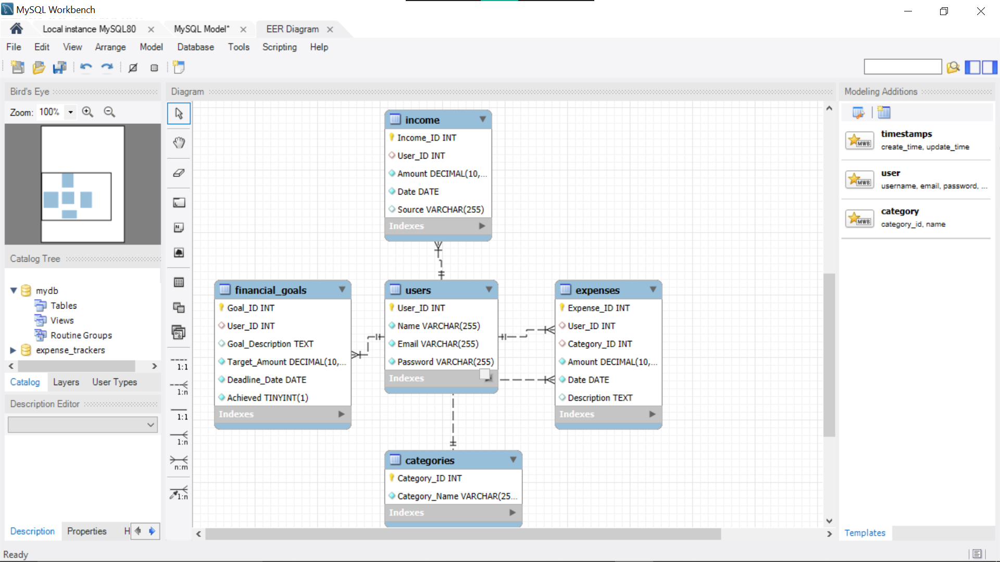 MySQL Workbench
Local instance MySQL80
MySQL Model*
EER Diagram
File Edit View Arrange Model Database Tools Scripting Help
Bird's Eye
Zoom: 100%
Catalog Tree
mydb
Tables
Views
Routine Groups
expense_trackers
Catalog Layers User Types
Description Editor
Description Properties H
Ready
Diagram
1:1
1:n
1:1
1:n
n:m
1:n
income
Income_ID INT
User_ID INT
Amount DECIMAL(10,...
Date DATE
Source VARCHAR(255)
Indexes
financial_goals
Goal_ID INT
User_ID INT
Goal_Description TEXT
Target_Amount DECIMAL(10,...
Deadline_Date DATE
Achieved TINYINT(1)
Indexes
users
User_ID INT
Name VARCHAR(255)
Email VARCHAR(255)
Password VARCHAR(255)
Indexes
expenses
Expense_ID INT
User_ID INT
Category_ID INT
Amount DECIMAL(10,...
Date DATE
Description TEXT
Indexes
categories
Category_ID INT
Category_Name VARCHAR(25...
Indexes
Modeling Additions
MWB
timestamps
create_time, update_time
MWB
user
username, email, password, ...
MWB
category
category_id, name
Templates